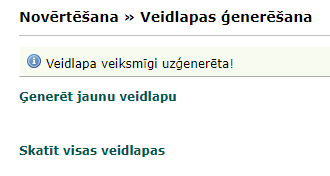 Novērtēšana » Veidlapas ģenerēšana
Veidlapa veiksmīgi uzģenerēta!
Ģenerēt jaunu veidlapu
Skatīt visas veidlapas